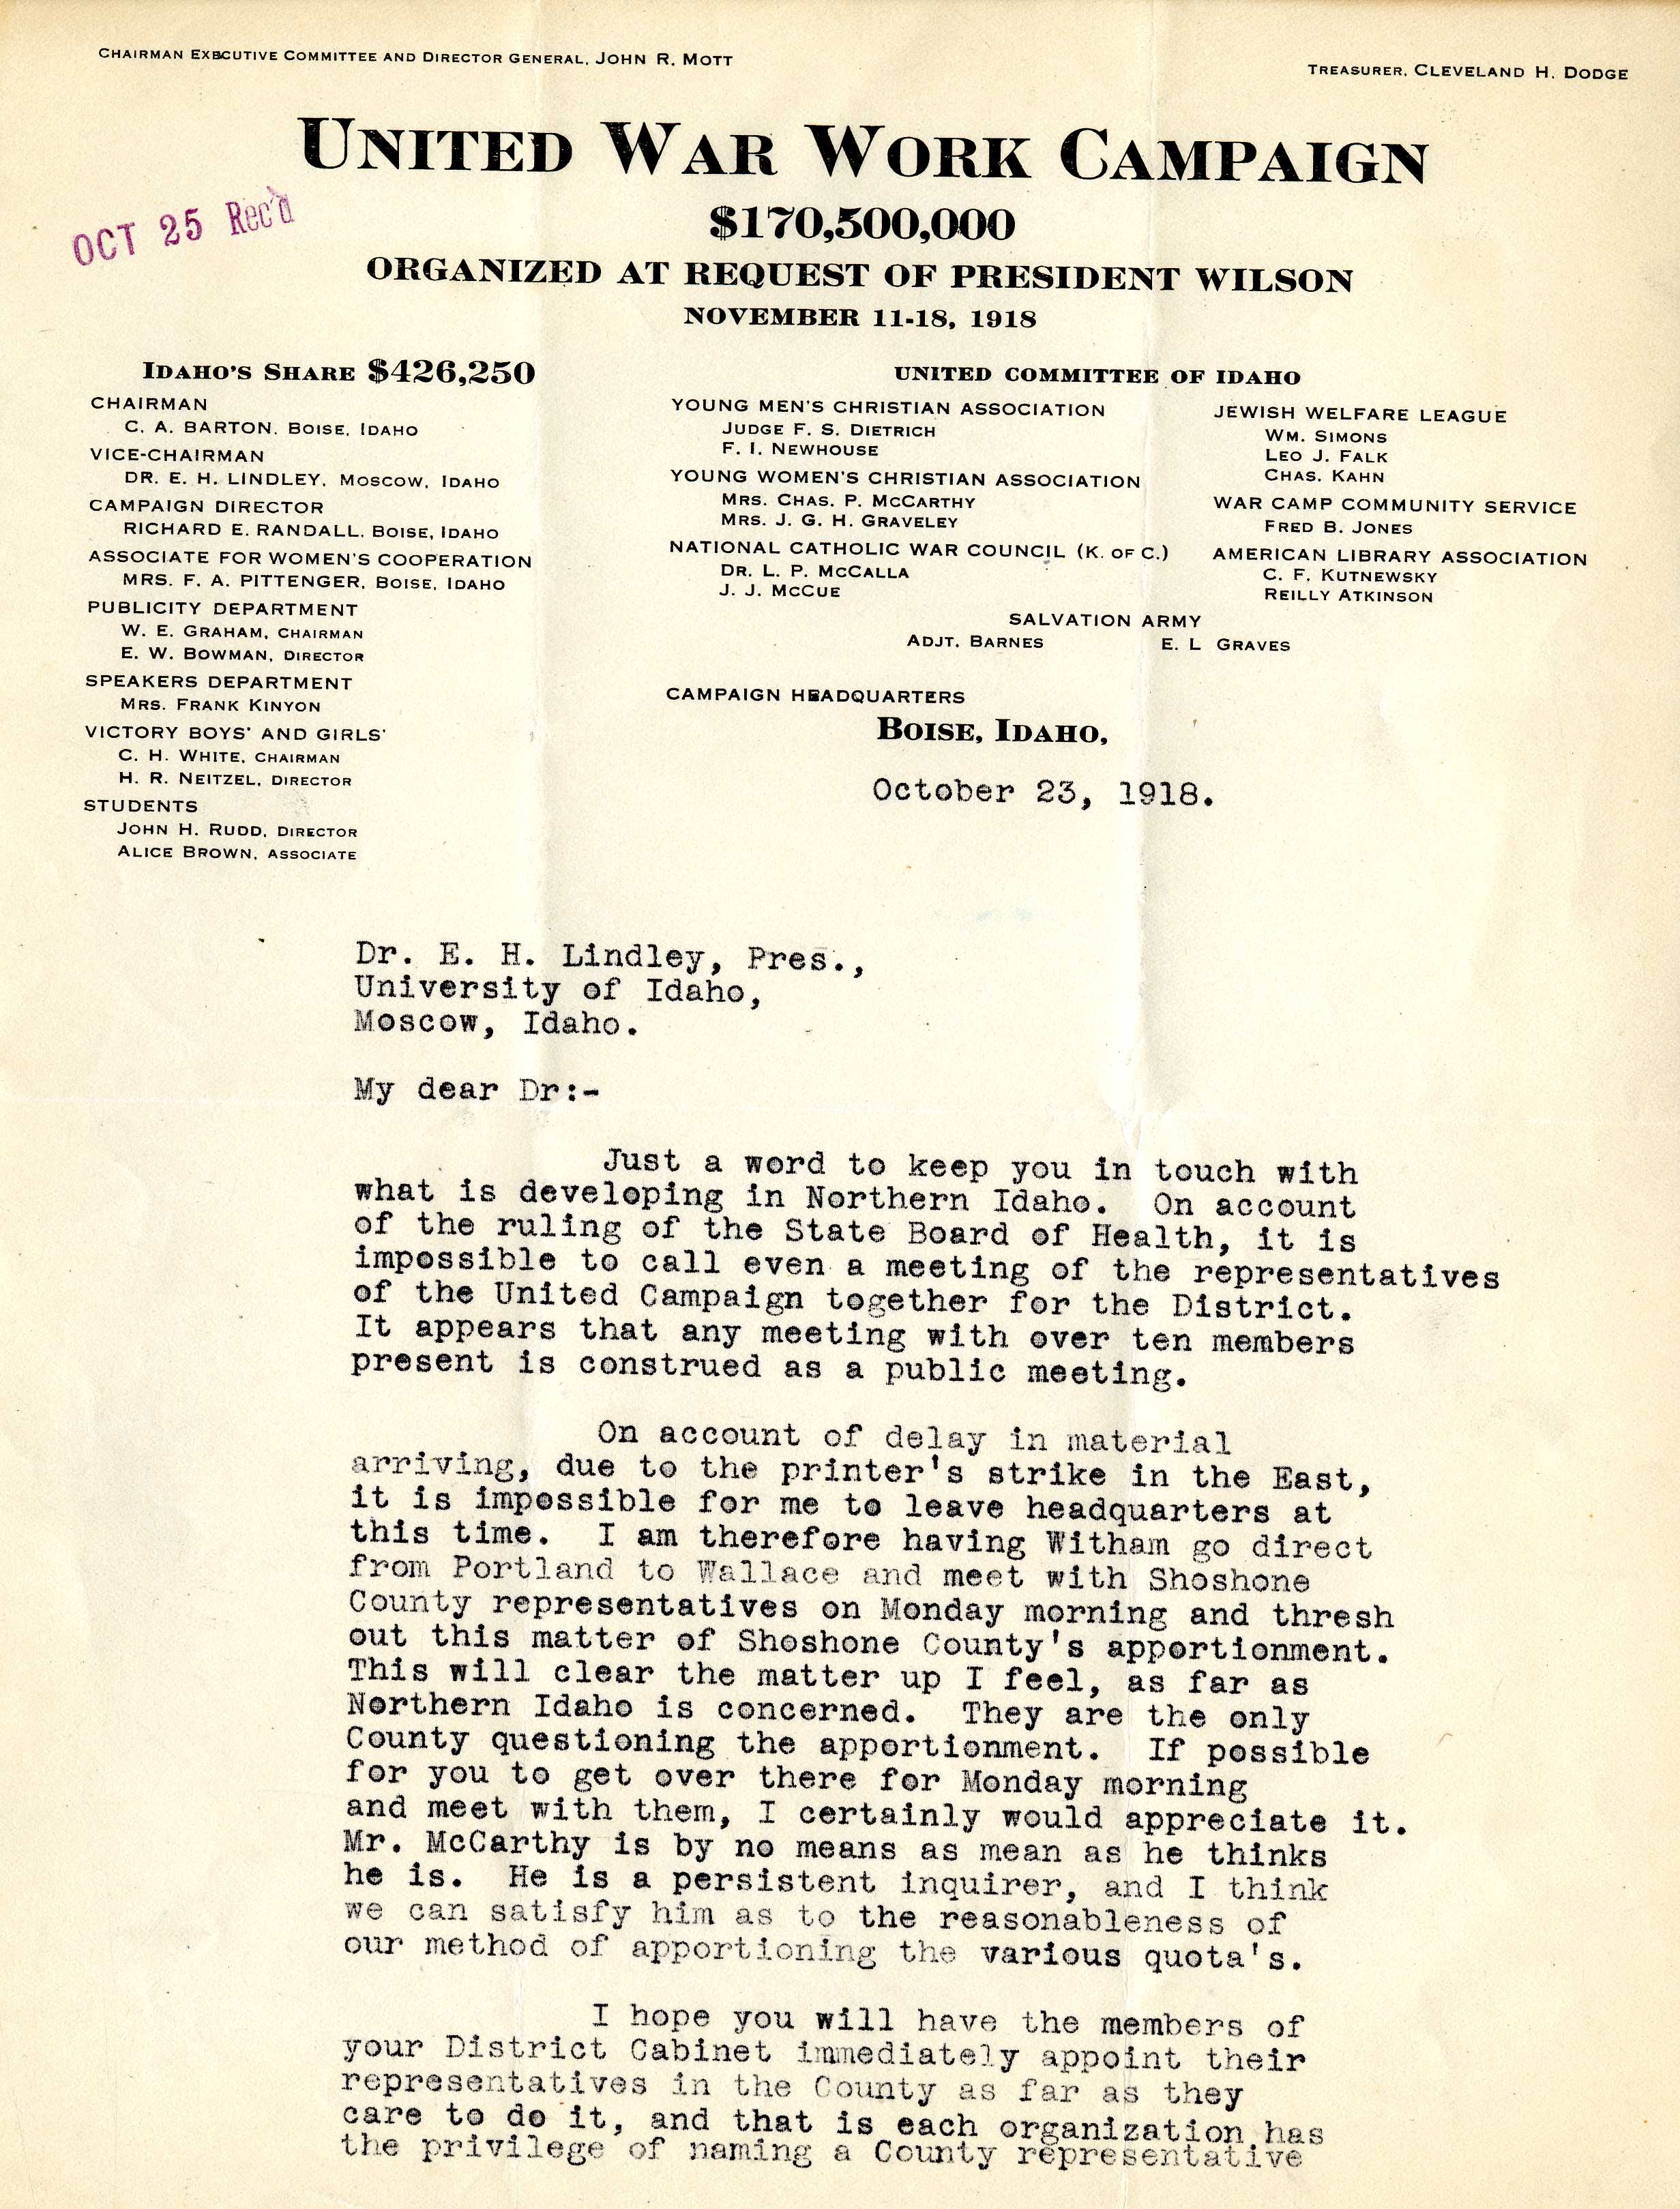 CHAIRMAN EXECUTIVE COMMITTEE AND DIRECTOR GENERAL, JOHN R. MOTT
TREASURER, CLEVELAND H. DODGE
UNITED WAR WORK CAMPAIGN
$170,500,000
OCT 25 Rec'd
ORGANIZED AT REQUEST OF PRESIDENT WILSON
NOVEMBER 11-18, 1918
IDAHO'S SHARE $426,250
CHAIRMAN
C. A. BARTON. BOISE, IDAHO
VICE-CHAIRMAN
DR. E. H. LINDLEY, MOSCOW, IDAHO
CAMPAIGN DIRECTOR
RICHARD E. RANDALL, BOISE, IDAHO
ASSOCIATE FOR WOMEN'S COOPERATION
MRS. F. A. PITTENGER, BOISE, IDAHO
PUBLICITY DEPARTMENT
W. E. GRAHAM, CHAIRMAN
E. W. BOWMAN, DIRECTOR
SPEAKERS DEPARTMENT
MRS. FRANK KINYON
VICTORY BOYS' AND GIRLS'
C. H. WHITE, CHAIRMAN
H. R. NEITZEL, DIRECTOR
STUDENTS
JOHN H. RUDD, DIRECTOR
ALICE BROWN, ASSOCIATE
UNITED COMMITTEE OF IDAHO
YOUNG MEN'S CHRISTIAN ASSOCIATION
JUDGE F. S. DIETRICH
F. I. NEWHOUSE
YOUNG WOMEN'S CHRISTIAN ASSOCIATION
MRS. CHAS. P. MCCARTHY
MRS. J. G. H. GRAVELEY
NATIONAL CATHOLIC WAR COUNCIL (K. OF C.)
DR. L. P. MCCALLA
J. J. MCCUE
JEWISH WELFARE LEAGUE
WM. SIMONS
LEO J. FALK
CHAS. KAHN
WAR CAMP COMMUNITY SERVICE
FRED B. JONES
AMERICAN LIBRARY ASSOCIATION
C. F. KUTNEWSKY
REILLY ATKINSON
SALVATION ARMY
ADJT. BARNES E. L GRAVES
CAMPAIGN HEADQUARTERS
BOISE, IDAHO,
October 23, 1918.
Dr. E. H. Lindley, Pres.,
University of Idaho,
Moscow, Idaho.
My dear Dr:-
Just a word to keep you in touch with
what is developing in Northern Idaho. On account
of the ruling of the State Board of Health, it is
impossible to call even a meeting of the representatives
of the United Campaign together for the District.
It appears that any meeting with over ten members
present is construed as a public meeting.
On account of delay in material
arriving, due to the printer's strike in the East,
it is impossible for me to leave headquarters at
this time. I am therefore having Witham go direct
from Portland to Wallace and meet with Shoshone
County representatives on Monday morning and thresh
out this matter of Shoshone County's apportionment.
This will clear the matter up I feel, as far as
Northern Idaho is concerned. They are the only
County questioning the apportionment. If possible
for you to get over there for Monday morning
and meet with them, I certainly would appreciate it.
Mr. McCarthy is by no means as mean as he thinks
he is. He is a persistent inquirer, and I think
we can satisfy him as to the reasonableness of
our method of apportioning the various quota's.
I hope you will have the members of
your District Cabinet immediately appoint their
representatives in the County as far as they
care to do it, and that is each organization has
the privilege of naming a County representative